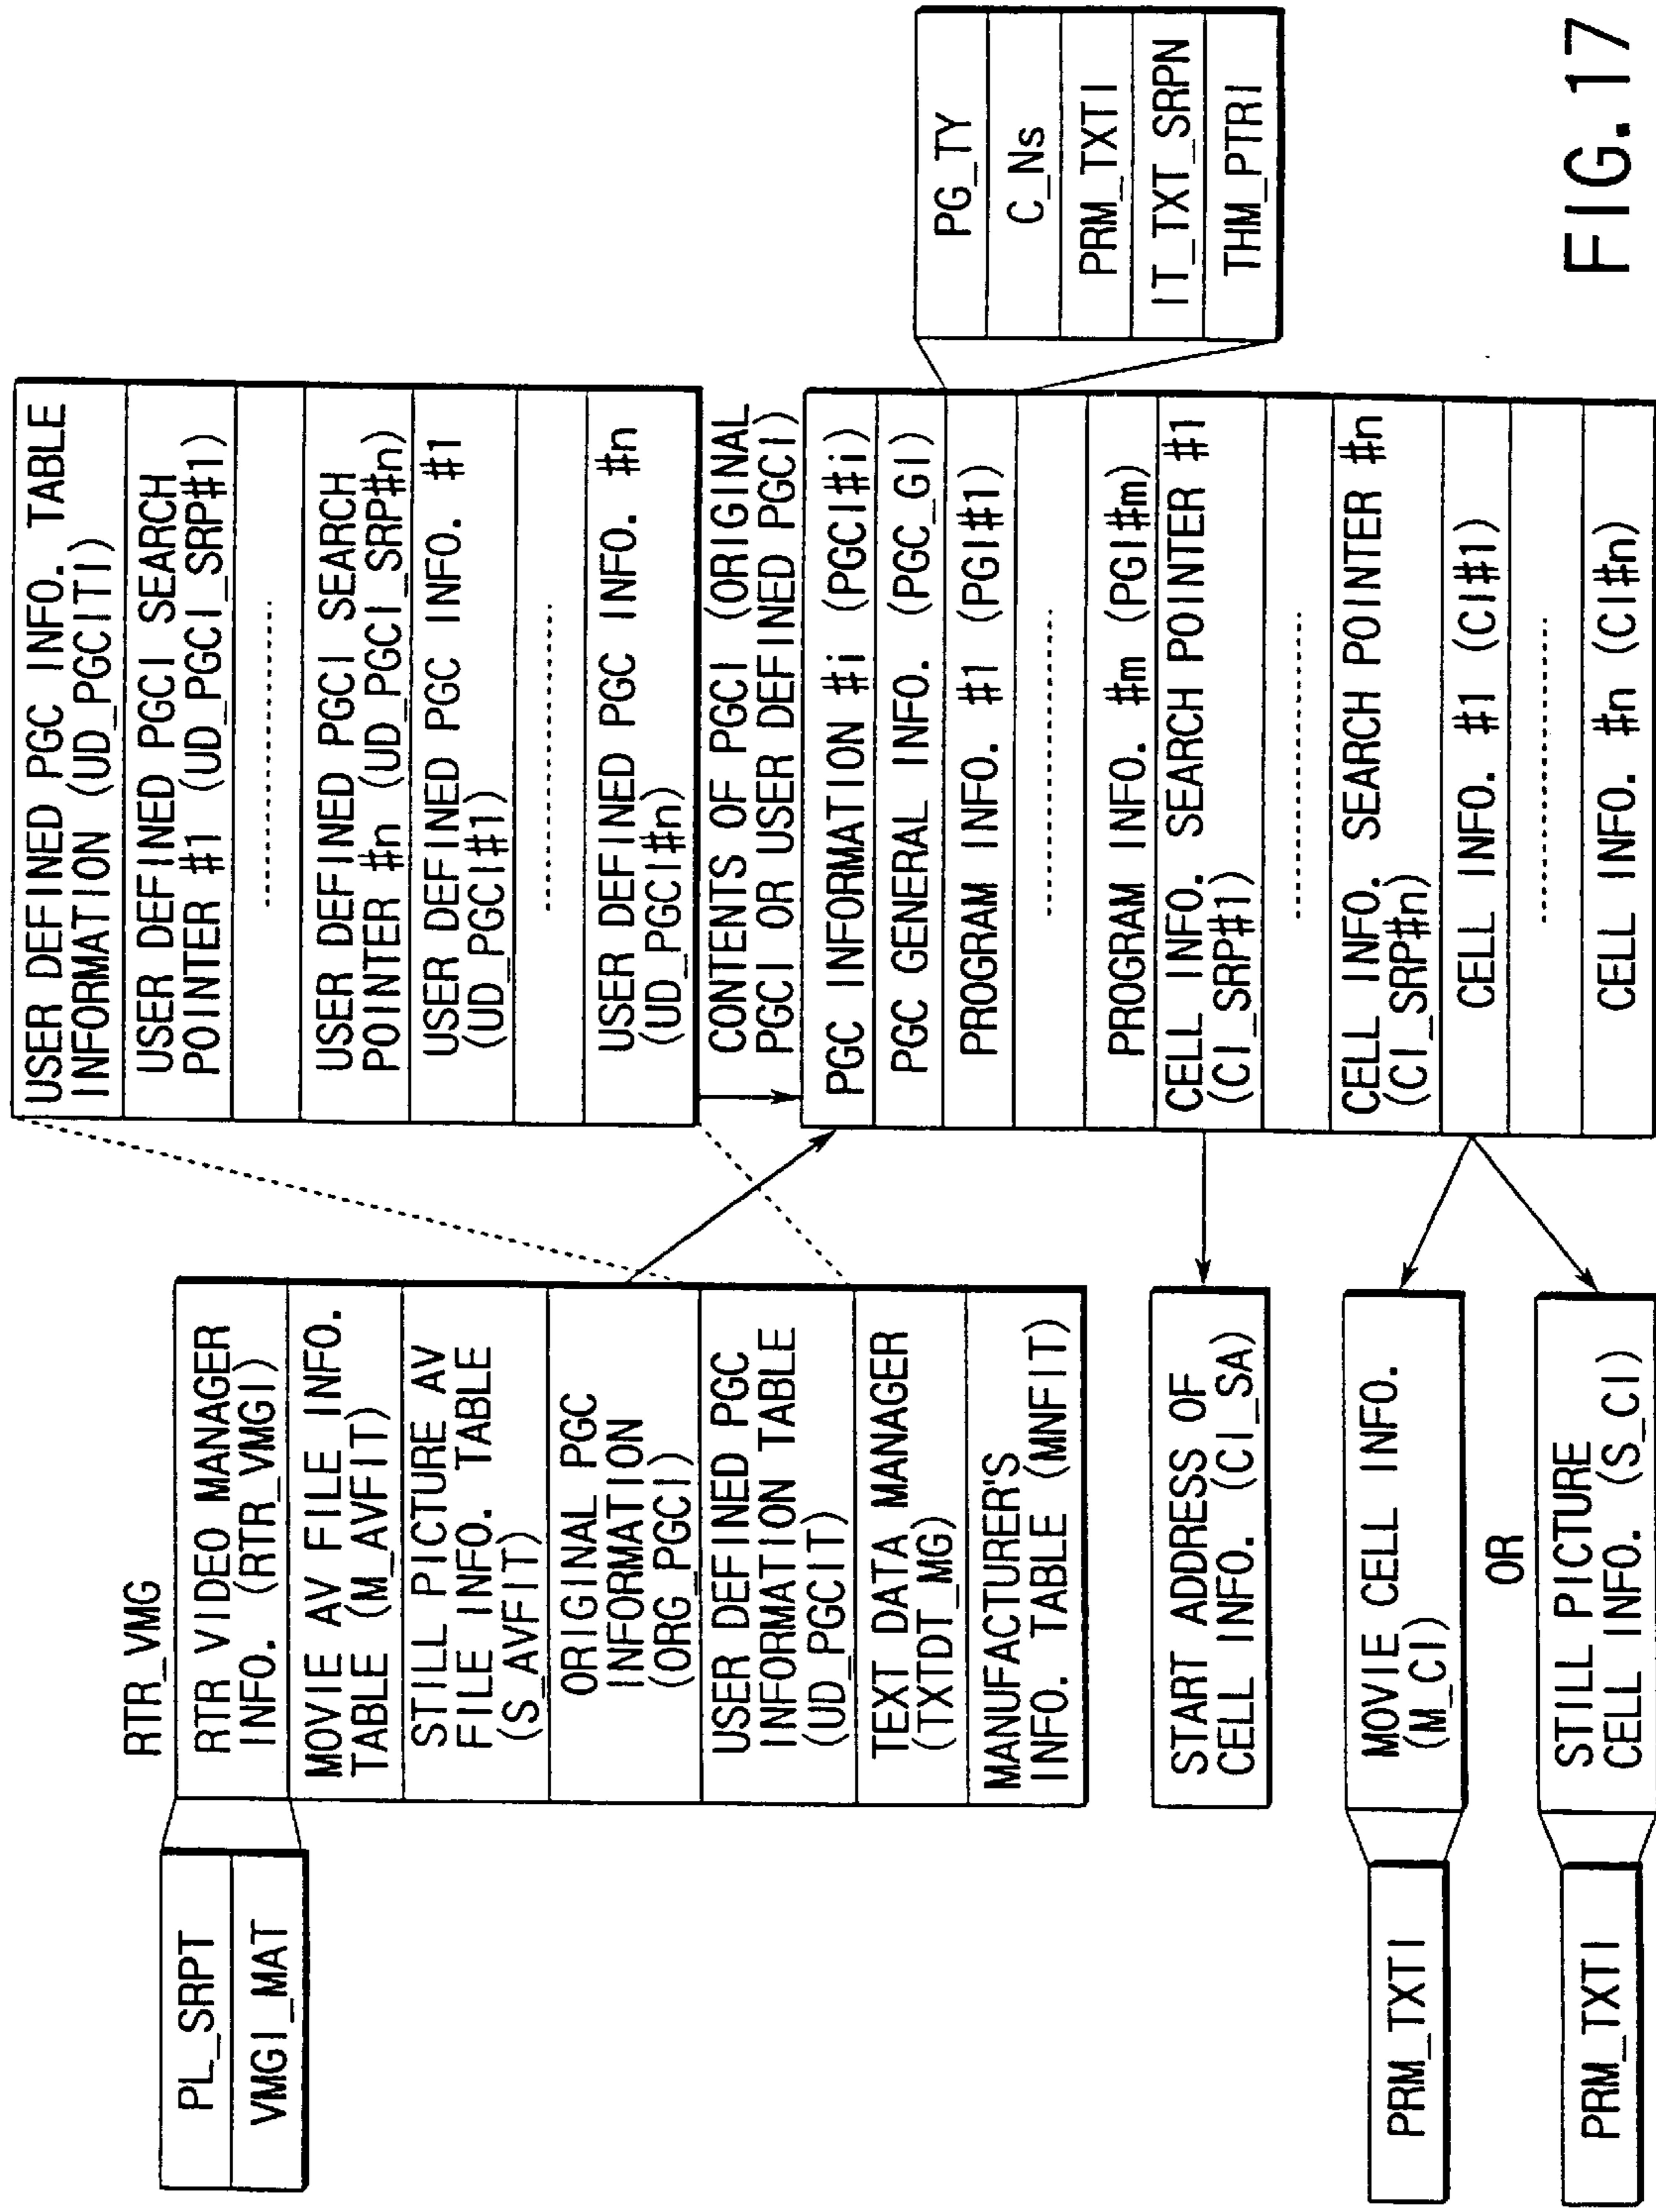 RTR_VMG
PL_SRPT
VMGI_MAT
RTR VIDEO MANAGER
INFO. (RTR_VMGI)
MOVIE AV FILE INFO.
TABLE (M_AVFIT)
STILL PICTURE AV
FILE INFO. TABLE
(S_AVFIT)
ORIGINAL PGC
INFORMATION
(ORG_PGCI)
USER DEFINED PGC
INFORMATION TABLE
(UD_PGCIT)
TEXT DATA MANAGER
(TXTDT_MG)
MANUFACTURER'S
INFO. TABLE (MNFIT)
START ADDRESS OF
CELL INFO. (CI_SA)
PRM_TXTI
MOVIE CELL INFO.
(M_CI)
OR
PRM_TXTI
STILL PICTURE
CELL INFO. (S_CI)
USER DEFINED PGC INFO. TABLE
INFORMATION (UD_PGCITI)
USER DEFINED PGCI SEARCH
POINTER #1 (UD_PGCI_SRP#1)
USER DEFINED PGCI SEARCH
POINTER #n (UD_PGCI_SRP#n)
USER DEFINED PGC INFO. #1
(UD_PGCI#1)
USER DEFINED PGC INFO. #n
(UD_PGCI#n)
CONTENTS OF PGCI (ORIGINAL
PGCI OR USER DEFINED PGCI)
PGC INFORMATION #i (PGCI#i)
PGC GENERAL INFO. (PGC_GI)
PROGRAM INFO. #1 (PGI#1)
PROGRAM INFO. #m (PGI#m)
CELL INFO. SEARCH POINTER #1
(CI_SRP#1)
CELL INFO. SEARCH POINTER #n
(CI_SRP#n)
CELL INFO. #1 (CI#1)
CELL INFO. #n (CI#n)
PG_TY
C_Ns
PRM_TXTI
IT_TXT_SRPN
THM_PTRI
FIG. 17